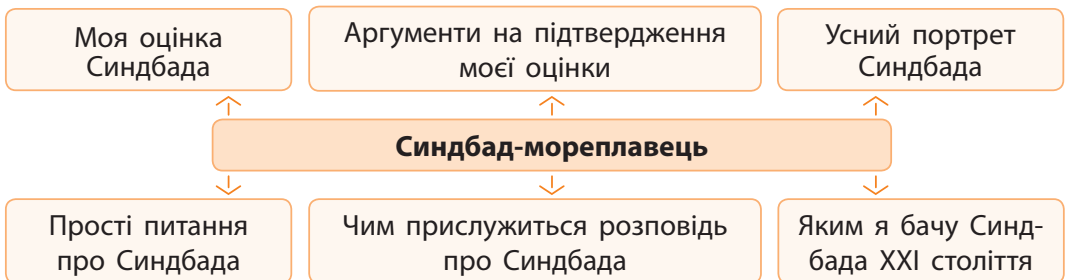 Моя оцінка
Синдбада
Аргументи на підтвердження
моєї оцінки
Усний портрет
Синдбада
Синдбад-мореплавець
Прості питання
про Синдбада
Чим прислужиться розповідь
про Синдбада
Яким я бачу Синд-
бада XXI століття